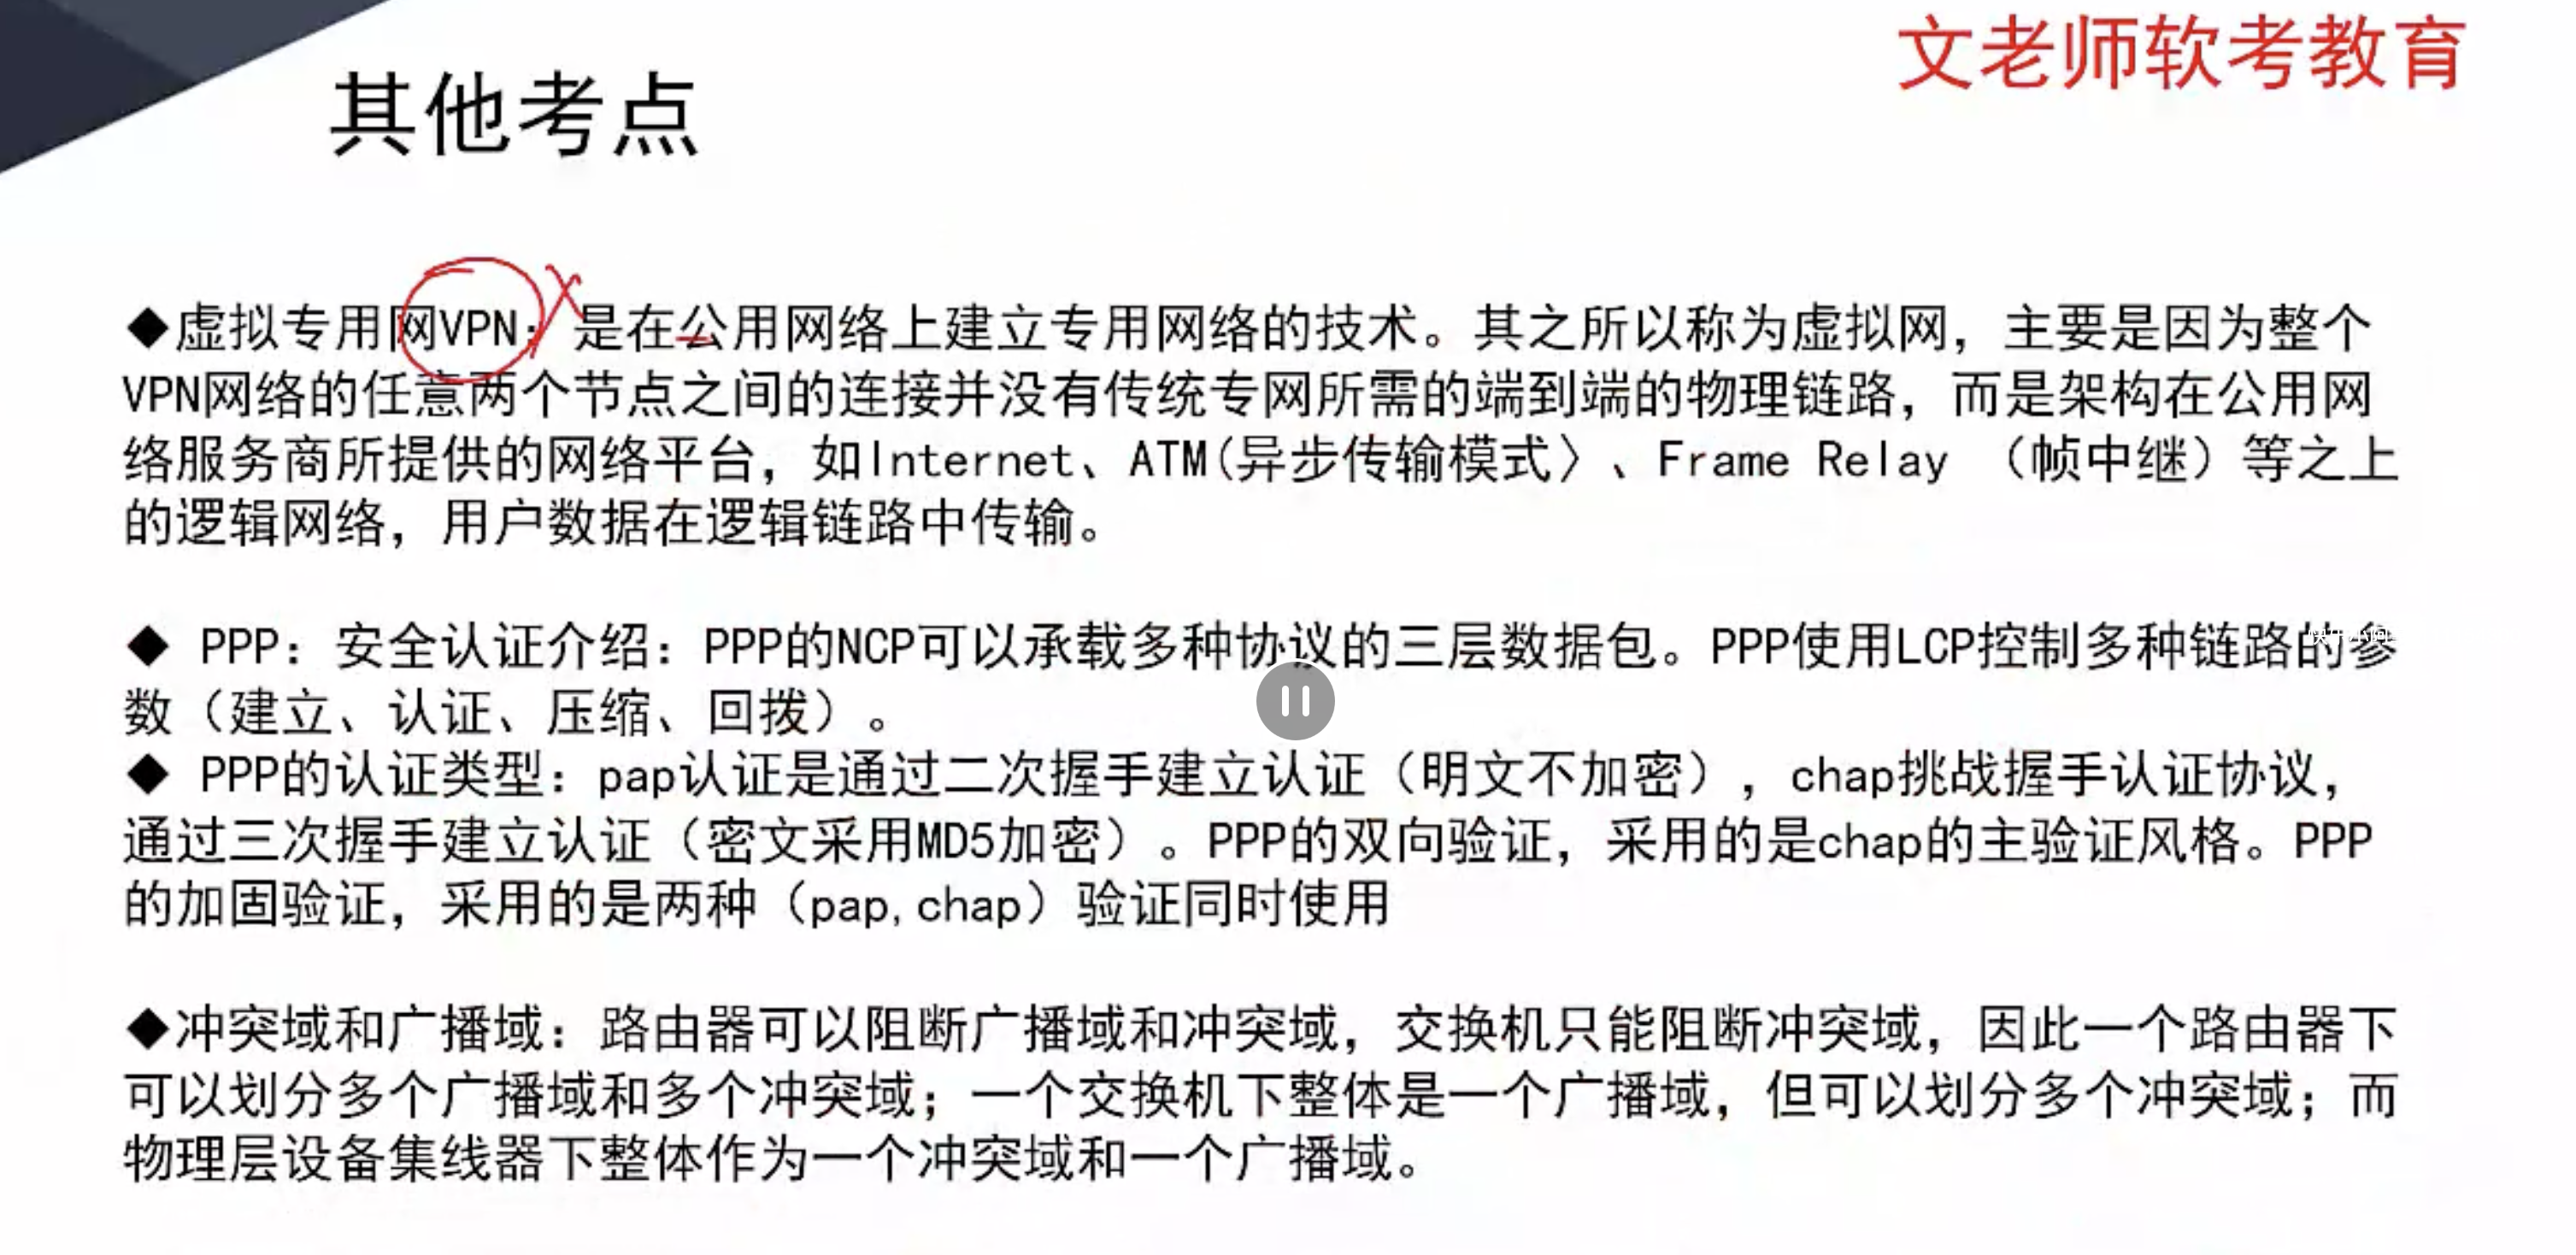 文老师软考教育
其他考点
◆虚拟专用网VPN：是在公用网络上建立专用网络的技术。其之所以称为虚拟网，主要是因为整个
VPN网络的任意两个节点之间的连接并没有传统专网所需的端到端的物理链路，而是架构在公用网
络服务商所提供的网络平台，如Internet、ATM(异步传输模式〉、Frame Relay （帧中继）等之上
的逻辑网络，用户数据在逻辑链路中传输。
◆ PPP：安全认证介绍：PPP的NCP可以承载多种协议的三层数据包。PPP使用LCP控制多种链路的参
数（建立、认证、压缩、回拨）。
◆ PPP的认证类型：pap认证是通过二次握手建立认证（明文不加密），chap挑战握手认证协议，
通过三次握手建立认证（密文采用MD5加密）。PPP的双向验证，采用的是chap的主验证风格。PPP
的加固验证，采用的是两种（pap,chap）验证同时使用
◆冲突域和广播域：路由器可以阻断广播域和冲突域，交换机只能阻断冲突域，因此一个路由器下
可以划分多个广播域和多个冲突域；一个交换机下整体是一个广播域，但可以划分多个冲突域；而
物理层设备集线器下整体作为一个冲突域和一个广播域。